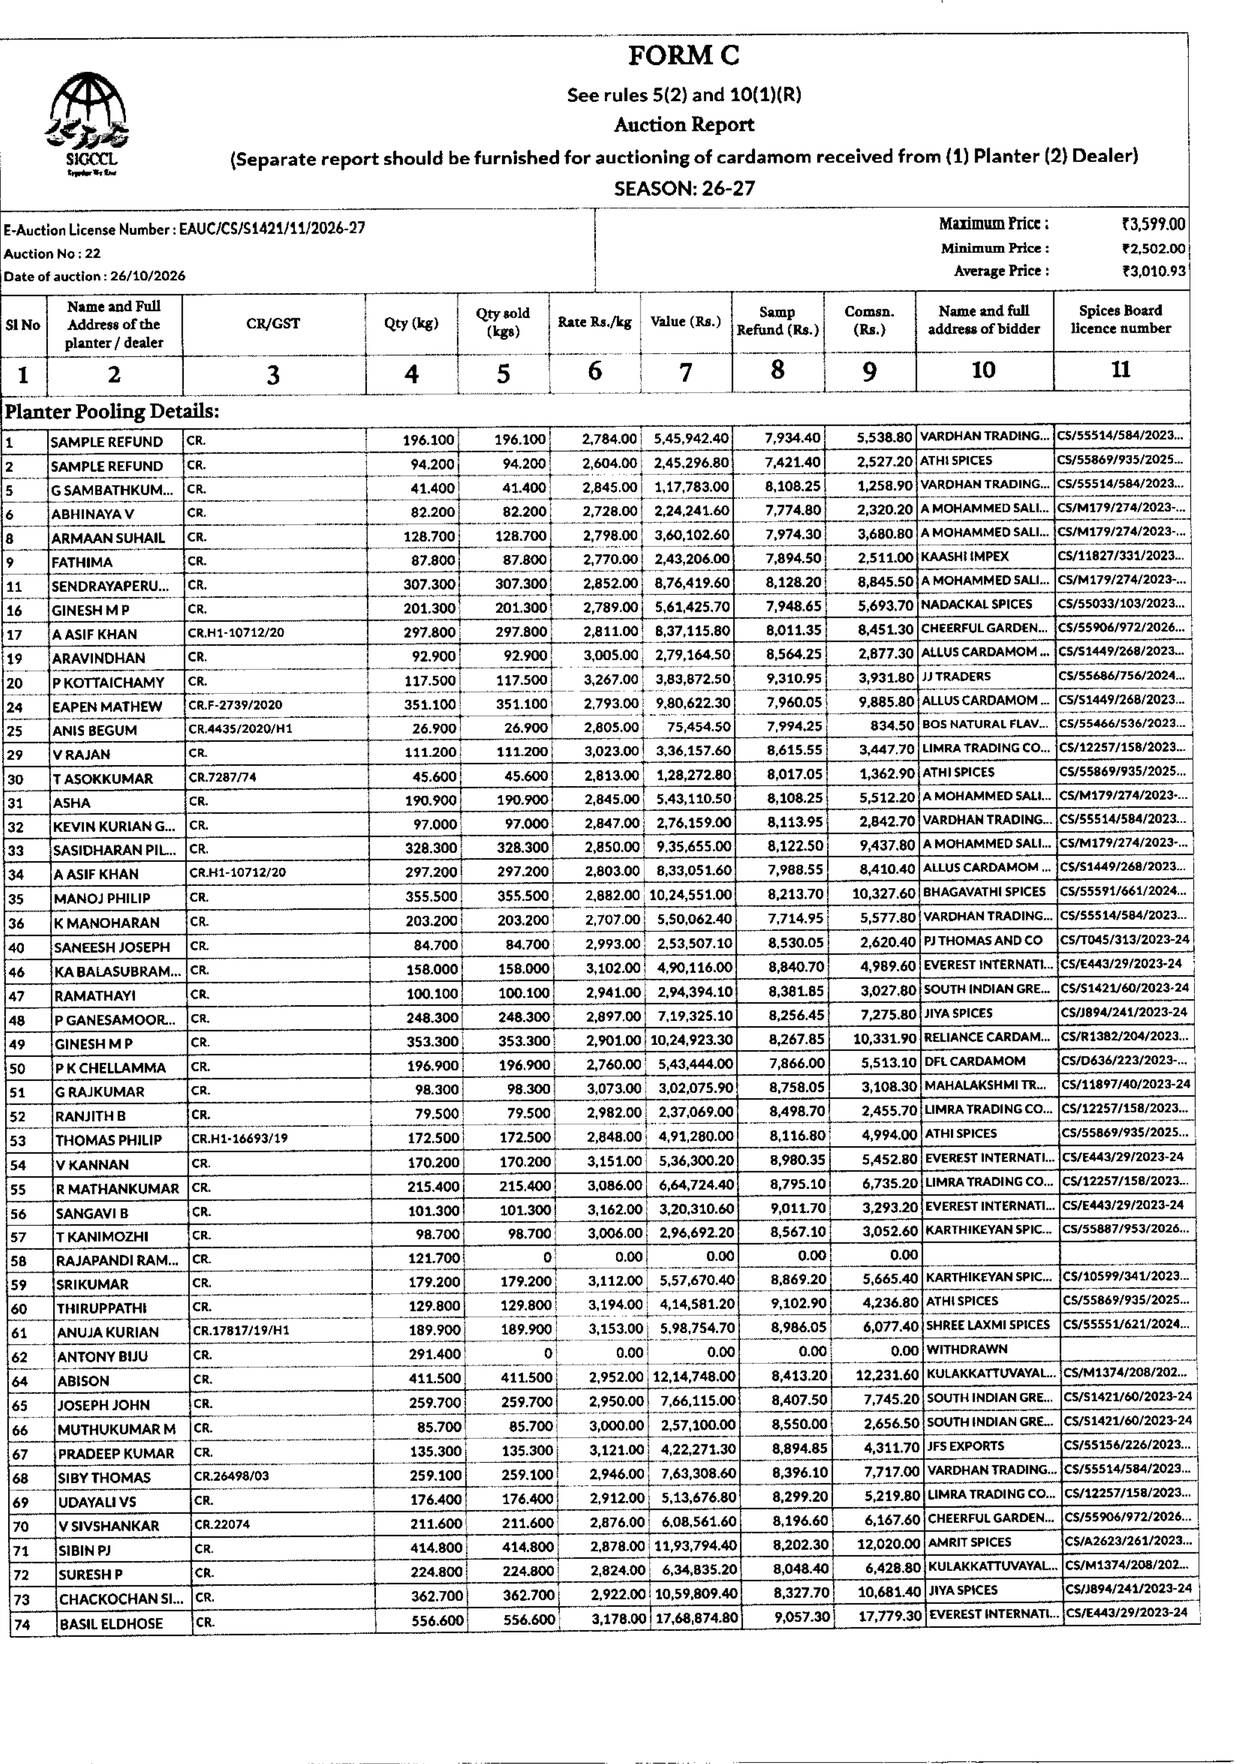 FORM C
See rules 5(2) and 10(1)(R)
Auction Report
(Separate report should be furnished for auctioning of cardamom received from (1) Planter (2) Dealer)
SEASON: 26-27
SIGCCL
Together We Grow
E-Auction License Number : EAUC/CS/S1421/11/2026-27
Auction No : 22
Date of auction : 26/10/2026
Maximum Price : ₹3,599.00
Minimum Price : ₹2,502.00
Average Price : ₹3,010.93
Sl No | Name and Full Address of the planter / dealer | CR/GST | Qty (kg) | Qty sold (kgs) | Rate Rs./kg | Value (Rs.) | Samp Refund (Rs.) | Comsn. (Rs.) | Name and full address of bidder | Spices Board licence number
1 2 3 4 5 6 7 8 9 10 11
Planter Pooling Details:
1 SAMPLE REFUND CR. 196.100 196.100 2,784.00 5,45,942.40 7,934.40 5,538.80 VARDHAN TRADING... CS/55514/584/2023...
2 SAMPLE REFUND CR. 94.200 94.200 2,604.00 2,45,296.80 7,421.40 2,527.20 ATHI SPICES CS/55869/935/2025...
5 G SAMBATHKUM... CR. 41.400 41.400 2,845.00 1,17,783.00 8,108.25 1,258.90 VARDHAN TRADING... CS/55514/584/2023...
6 ABHINAYA V CR. 82.200 82.200 2,728.00 2,24,241.60 7,774.80 2,320.20 A MOHAMMED SALI... CS/M179/274/2023-...
8 ARMAAN SUHAIL CR. 128.700 128.700 2,798.00 3,60,102.60 7,974.30 3,680.80 A MOHAMMED SALI... CS/M179/274/2023-...
9 FATHIMA CR. 87.800 87.800 2,770.00 2,43,206.00 7,894.50 2,511.00 KAASHI IMPEX CS/11827/331/2023...
11 SENDRAYAPERU... CR. 307.300 307.300 2,852.00 8,76,419.60 8,128.20 8,845.50 A MOHAMMED SALI... CS/M179/274/2023-...
16 GINESH M P CR. 201.300 201.300 2,789.00 5,61,425.70 7,948.65 5,693.70 NADACKAL SPICES CS/55033/103/2023...
17 A ASIF KHAN CR.H1-10712/20 297.800 297.800 2,811.00 8,37,115.80 8,011.35 8,451.30 CHEERFUL GARDEN... CS/55906/972/2026...
19 ARAVINDHAN CR. 92.900 92.900 3,005.00 2,79,164.50 8,564.25 2,877.30 ALLUS CARDAMOM ... CS/S1449/268/2023...
20 P KOTTAICHAMY CR. 117.500 117.500 3,267.00 3,83,872.50 9,310.95 3,931.80 JJ TRADERS CS/55686/756/2024...
24 EAPEN MATHEW CR.F-2739/2020 351.100 351.100 2,793.00 9,80,622.30 7,960.05 9,885.80 ALLUS CARDAMOM ... CS/S1449/268/2023...
25 ANIS BEGUM CR.4435/2020/H1 26.900 26.900 2,805.00 75,454.50 7,994.25 834.50 BOS NATURAL FLAV... CS/55466/536/2023...
29 V RAJAN CR. 111.200 111.200 3,023.00 3,36,157.60 8,615.55 3,447.70 LIMRA TRADING CO... CS/12257/158/2023...
30 T ASOKKUMAR CR.7287/74 45.600 45.600 2,813.00 1,28,272.80 8,017.05 1,362.90 ATHI SPICES CS/55869/935/2025...
31 ASHA CR. 190.900 190.900 2,845.00 5,43,110.50 8,108.25 5,512.20 A MOHAMMED SALI... CS/M179/274/2023-...
32 KEVIN KURIAN G... CR. 97.000 97.000 2,847.00 2,76,159.00 8,113.95 2,842.70 VARDHAN TRADING... CS/55514/584/2023...
33 SASIDHARAN PIL... CR. 328.300 328.300 2,850.00 9,35,655.00 8,122.50 9,437.80 A MOHAMMED SALI... CS/M179/274/2023-...
34 A ASIF KHAN CR.H1-10712/20 297.200 297.200 2,803.00 8,33,051.60 7,988.55 8,410.40 ALLUS CARDAMOM ... CS/S1449/268/2023...
35 MANOJ PHILIP CR. 355.500 355.500 2,882.00 10,24,551.00 8,213.70 10,327.60 BHAGAVATHI SPICES CS/55591/661/2024...
36 K MANOHARAN CR. 203.200 203.200 2,707.00 5,50,062.40 7,714.95 5,577.80 VARDHAN TRADING... CS/55514/584/2023...
40 SANEESH JOSEPH CR. 84.700 84.700 2,993.00 2,53,507.10 8,530.05 2,620.40 PJ THOMAS AND CO CS/T045/313/2023-24
46 KA BALASUBRAM... CR. 158.000 158.000 3,102.00 4,90,116.00 8,840.70 4,989.60 EVEREST INTERNATI... CS/E443/29/2023-24
47 RAMATHAYI CR. 100.100 100.100 2,941.00 2,94,394.10 8,381.85 3,027.80 SOUTH INDIAN GRE... CS/S1421/60/2023-24
48 P GANESAMOOR... CR. 248.300 248.300 2,897.00 7,19,325.10 8,256.45 7,275.80 JIYA SPICES CS/J894/241/2023-24
49 GINESH M P CR. 353.300 353.300 2,901.00 10,24,923.30 8,267.85 10,331.90 RELIANCE CARDAM... CS/R1382/204/2023...
50 P K CHELLAMMA CR. 196.900 196.900 2,760.00 5,43,444.00 7,866.00 5,513.10 DFL CARDAMOM CS/D636/223/2023-...
51 G RAJKUMAR CR. 98.300 98.300 3,073.00 3,02,075.90 8,758.05 3,108.30 MAHALAKSHMI TR... CS/11897/40/2023-24
52 RANJITH B CR. 79.500 79.500 2,982.00 2,37,069.00 8,498.70 2,455.70 LIMRA TRADING CO... CS/12257/158/2023...
53 THOMAS PHILIP CR.H1-16693/19 172.500 172.500 2,848.00 4,91,280.00 8,116.80 4,994.00 ATHI SPICES CS/55869/935/2025...
54 V KANNAN CR. 170.200 170.200 3,151.00 5,36,300.20 8,980.35 5,452.80 EVEREST INTERNATI... CS/E443/29/2023-24
55 R MATHANKUMAR CR. 215.400 215.400 3,086.00 6,64,724.40 8,795.10 6,735.20 LIMRA TRADING CO... CS/12257/158/2023...
56 SANGAVI B CR. 101.300 101.300 3,162.00 3,20,310.60 9,011.70 3,293.20 EVEREST INTERNATI... CS/E443/29/2023-24
57 T KANIMOZHI CR. 98.700 98.700 3,006.00 2,96,692.20 8,567.10 3,052.60 KARTHIKEYAN SPIC... CS/55887/953/2026...
58 RAJAPANDI RAM... CR. 121.700 0 0.00 0.00 0.00 0.00
59 SRIKUMAR CR. 179.200 179.200 3,112.00 5,57,670.40 8,869.20 5,665.40 KARTHIKEYAN SPIC... CS/10599/341/2023...
60 THIRUPPATHI CR. 129.800 129.800 3,194.00 4,14,581.20 9,102.90 4,236.80 ATHI SPICES CS/55869/935/2025...
61 ANUJA KURIAN CR.17817/19/H1 189.900 189.900 3,153.00 5,98,754.70 8,986.05 6,077.40 SHREE LAXMI SPICES CS/55551/621/2024...
62 ANTONY BIJU CR. 291.400 0 0.00 0.00 0.00 0.00 WITHDRAWN
64 ABISON CR. 411.500 411.500 2,952.00 12,14,748.00 8,413.20 12,231.60 KULAKKATTUVAYAL... CS/M1374/208/202...
65 JOSEPH JOHN CR. 259.700 259.700 2,950.00 7,66,115.00 8,407.50 7,745.20 SOUTH INDIAN GRE... CS/S1421/60/2023-24
66 MUTHUKUMAR M CR. 85.700 85.700 3,000.00 2,57,100.00 8,550.00 2,656.50 SOUTH INDIAN GRE... CS/S1421/60/2023-24
67 PRADEEP KUMAR CR. 135.300 135.300 3,121.00 4,22,271.30 8,894.85 4,311.70 JFS EXPORTS CS/55156/226/2023...
68 SIBY THOMAS CR.26498/03 259.100 259.100 2,946.00 7,63,308.60 8,396.10 7,717.00 VARDHAN TRADING... CS/55514/584/2023...
69 UDAYALI VS CR. 176.400 176.400 2,912.00 5,13,676.80 8,299.20 5,219.80 LIMRA TRADING CO... CS/12257/158/2023...
70 V SIVSHANKAR CR.22074 211.600 211.600 2,876.00 6,08,561.60 8,196.60 6,167.60 CHEERFUL GARDEN... CS/55906/972/2026...
71 SIBIN PJ CR. 414.800 414.800 2,878.00 11,93,794.40 8,202.30 12,020.00 AMRIT SPICES CS/A2623/261/2023...
72 SURESH P CR. 224.800 224.800 2,824.00 6,34,835.20 8,048.40 6,428.80 KULAKKATTUVAYAL... CS/M1374/208/202...
73 CHACKOCHAN SI... CR. 362.700 362.700 2,922.00 10,59,809.40 8,327.70 10,681.40 JIYA SPICES CS/J894/241/2023-24
74 BASIL ELDHOSE CR. 556.600 556.600 3,178.00 17,68,874.80 9,057.30 17,779.30 EVEREST INTERNATI... CS/E443/29/2023-24